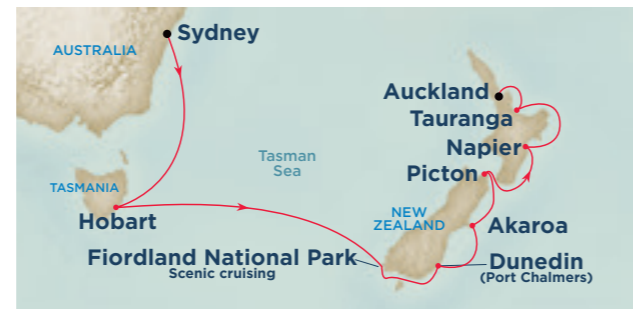 Sydney
AUSTRALIA
Auckland
Tauranga
Tasman
Sea
Napier
Picton
TASMANIA
Hobart
NEW
ZEALAND
Akaroa
Fiordland National Park
Scenic cruising
Dunedin
(Port Chalmers)